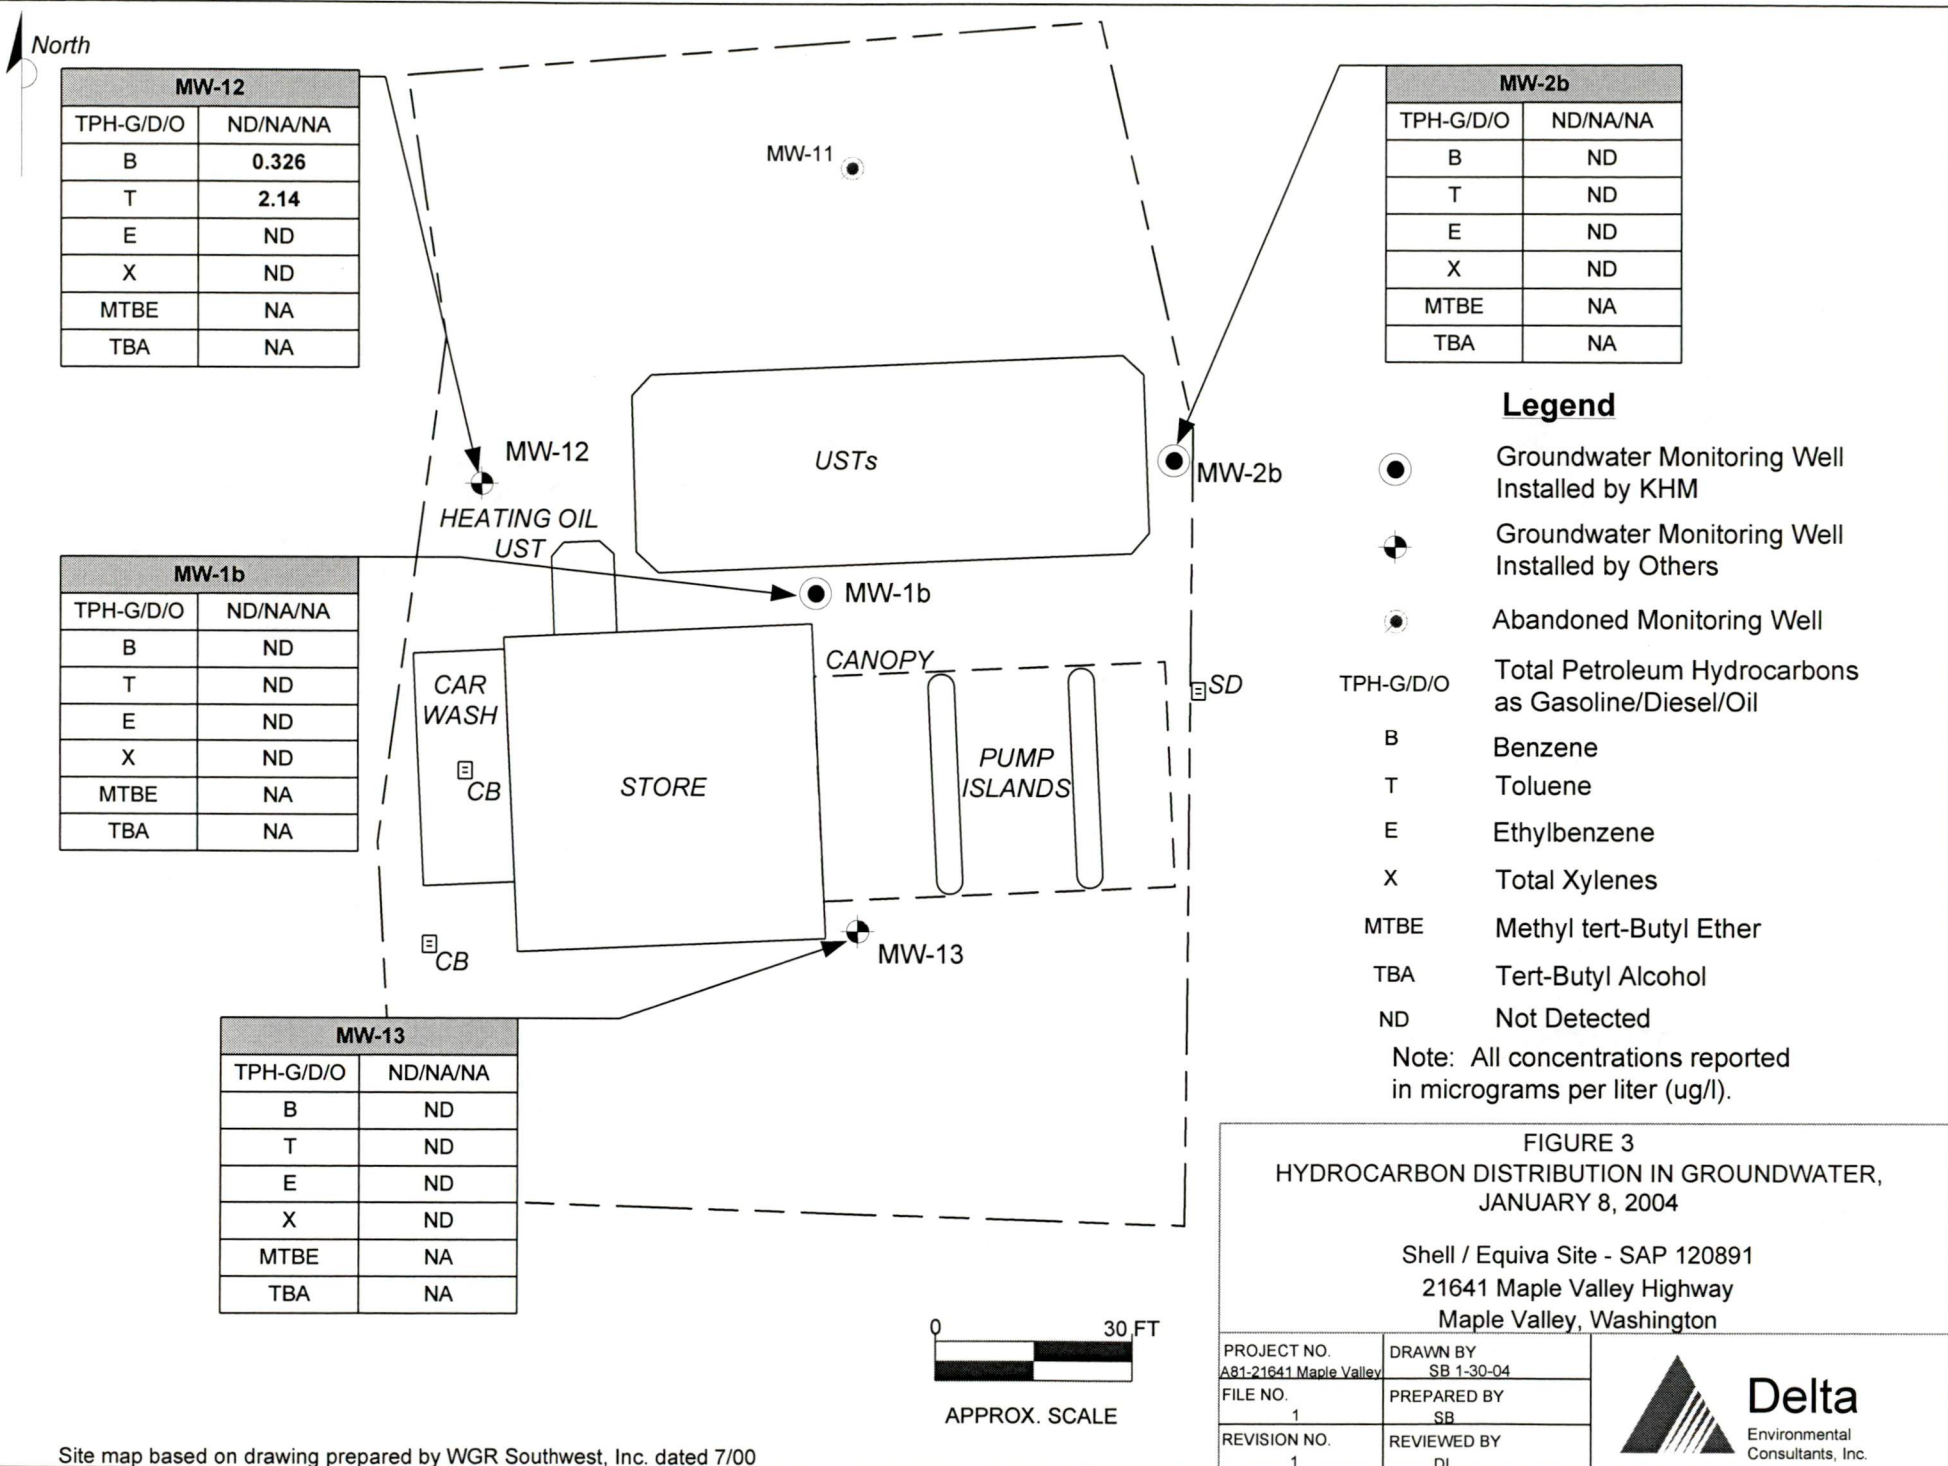 North
MW-12
TPH-G/D/O ND/NA/NA
B 0.326
T 2.14
E ND
X ND
MTBE NA
TBA NA
MW-2b
TPH-G/D/O ND/NA/NA
B ND
T ND
E ND
X ND
MTBE NA
TBA NA
MW-11
MW-12
USTs
MW-2b
HEATING OIL
UST
MW-1b
TPH-G/D/O ND/NA/NA
B ND
T ND
E ND
X ND
MTBE NA
TBA NA
MW-1b
CANOPY
CAR
WASH
CB
STORE
PUMP
ISLANDS
SD
CB
MW-13
MW-13
TPH-G/D/O ND/NA/NA
B ND
T ND
E ND
X ND
MTBE NA
TBA NA
Legend
Groundwater Monitoring Well
Installed by KHM
Groundwater Monitoring Well
Installed by Others
Abandoned Monitoring Well
TPH-G/D/O Total Petroleum Hydrocarbons
as Gasoline/Diesel/Oil
B Benzene
T Toluene
E Ethylbenzene
X Total Xylenes
MTBE Methyl tert-Butyl Ether
TBA Tert-Butyl Alcohol
ND Not Detected
Note: All concentrations reported
in micrograms per liter (ug/l).
0 30 FT
APPROX. SCALE
FIGURE 3
HYDROCARBON DISTRIBUTION IN GROUNDWATER,
JANUARY 8, 2004
Shell / Equiva Site - SAP 120891
21641 Maple Valley Highway
Maple Valley, Washington
PROJECT NO. DRAWN BY
A81-21641 Maple Valley SB 1-30-04
FILE NO. PREPARED BY
1 SB
REVISION NO. REVIEWED BY
1
Delta
Environmental
Consultants, Inc.
Site map based on drawing prepared by WGR Southwest, Inc. dated 7/00